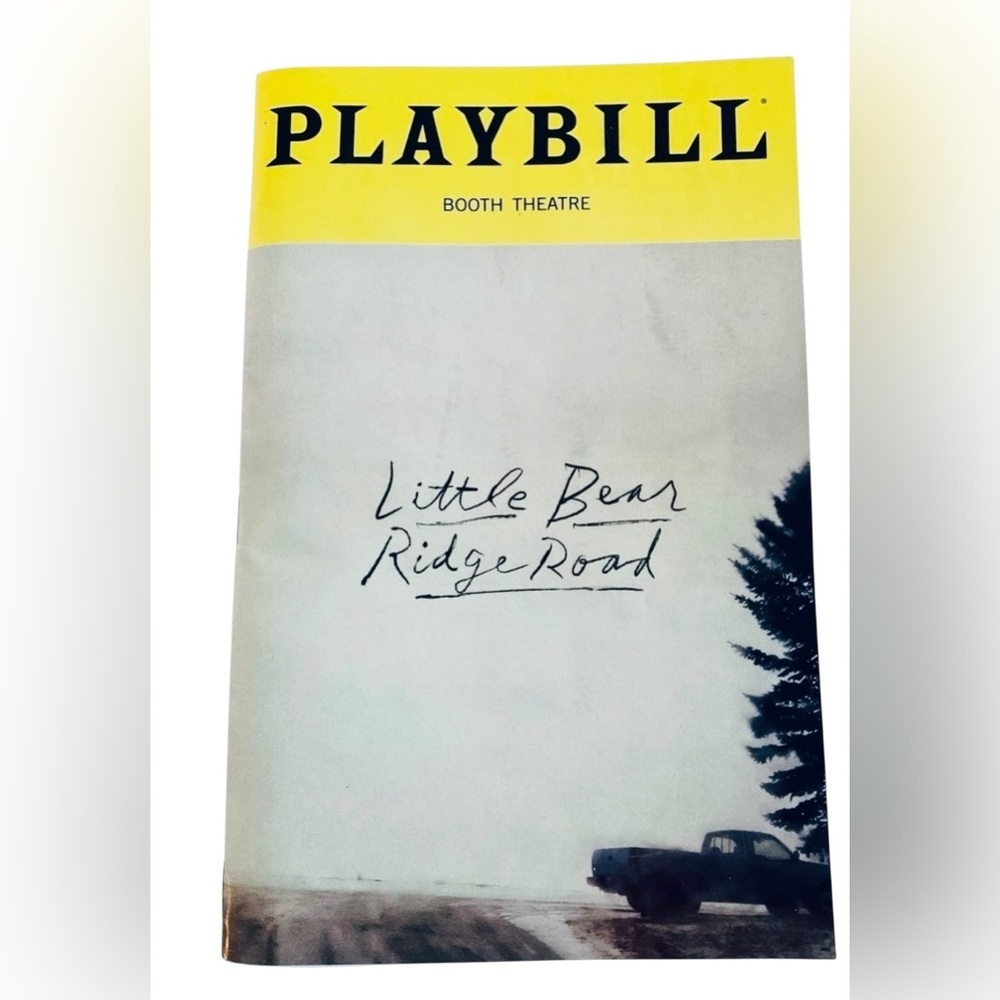 PLAYBILL®
BOOTH THEATRE
Little Bear
Ridge Road